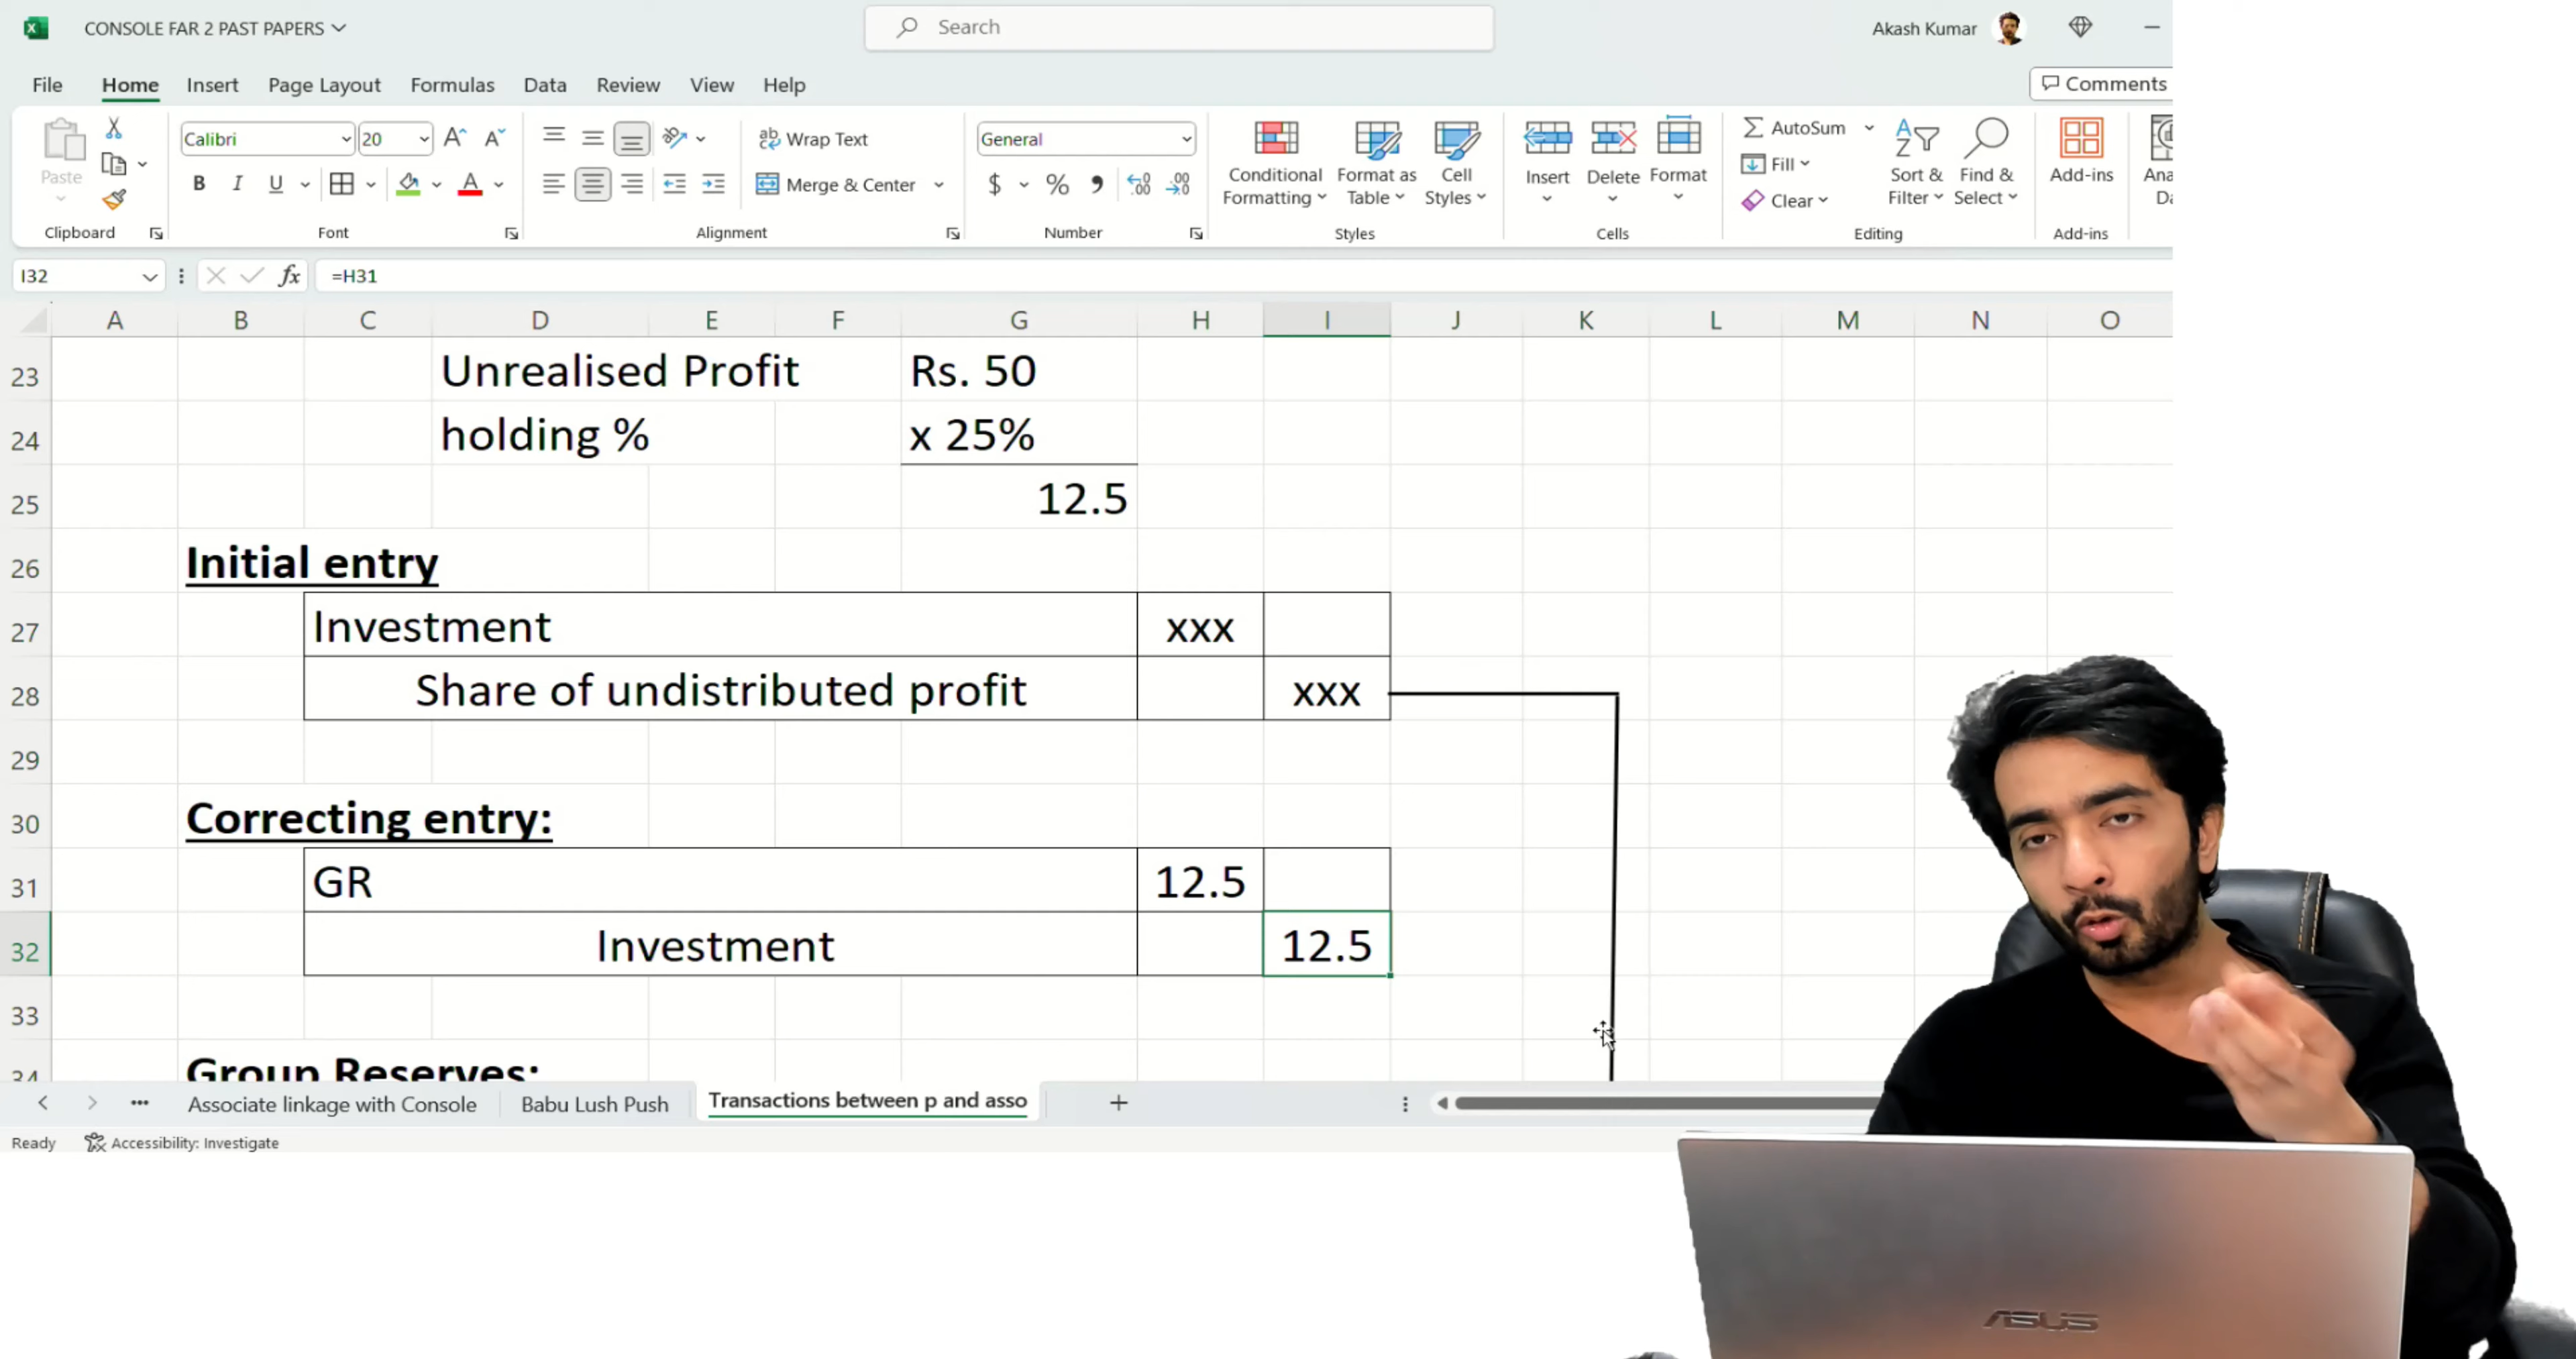 CONSOLE FAR 2 PAST PAPERS
Search
Akash Kumar
File Home Insert Page Layout Formulas Data Review View Help
Comments
Paste
Calibri 20
B I U
ab Wrap Text
Merge & Center
General
$ % ,
Conditional Formatting
Format as Table
Cell Styles
Insert Delete Format
AutoSum
Fill
Clear
Sort & Filter
Find & Select
Add-ins
Clipboard Font Alignment Number Styles Cells Editing Add-ins
I32 fx =H31
A B C D E F G H I J K L M N O
23 Unrealised Profit Rs. 50
24 holding % x 25%
25 12.5
26 Initial entry
27 Investment xxx
28 Share of undistributed profit xxx
29
30 Correcting entry:
31 GR 12.5
32 Investment 12.5
33
34 Group Reserves:
Associate linkage with Console Babu Lush Push Transactions between p and asso
Ready Accessibility: Investigate
ASUS